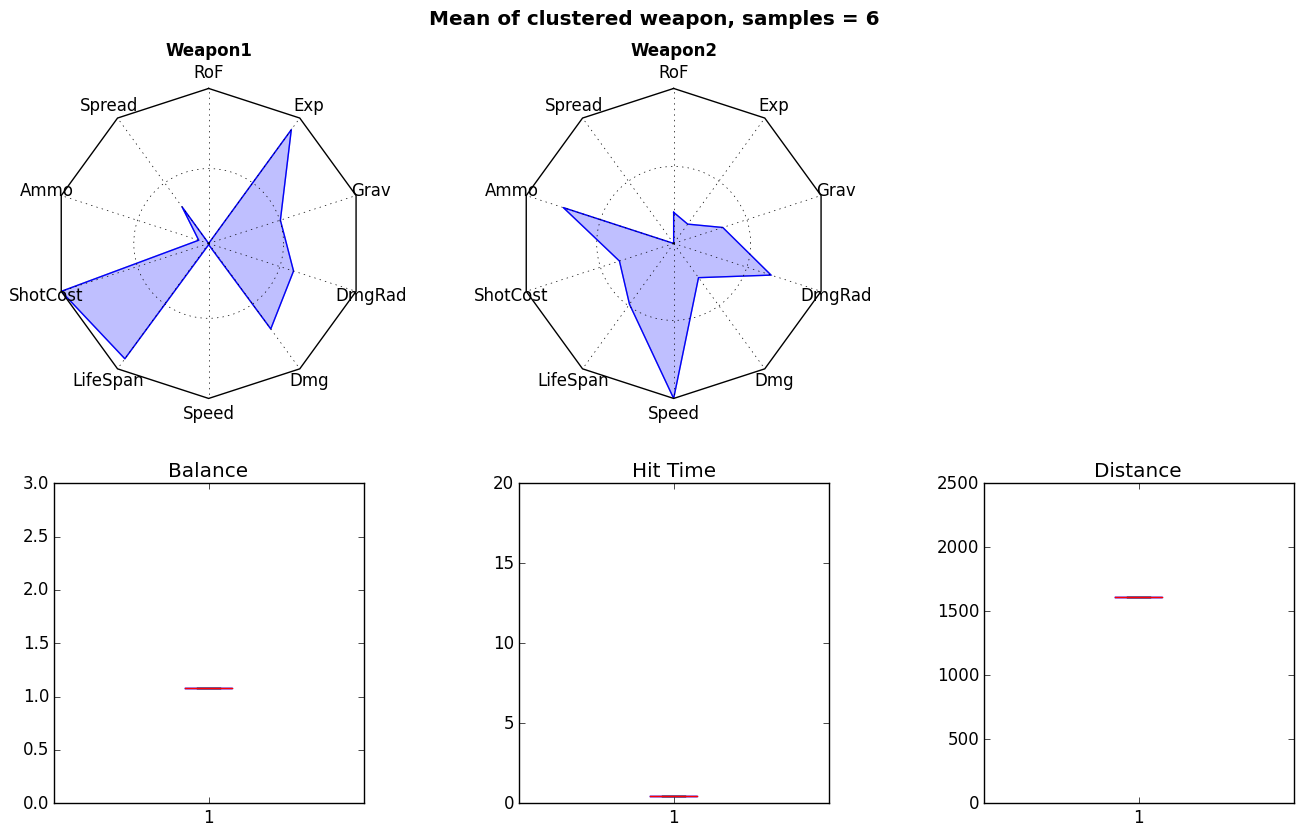 Mean of clustered weapon, samples = 6
Weapon1
RoF
Spread
Exp
Ammo
Grav
ShotCost
DmgRad
LifeSpan
Dmg
Speed
Weapon2
RoF
Spread
Exp
Ammo
Grav
ShotCost
DmgRad
LifeSpan
Dmg
Speed
Balance
3.0
2.5
2.0
1.5
1.0
0.5
0.0
1
Hit Time
20
15
10
5
0
1
Distance
2500
2000
1500
1000
500
0
1